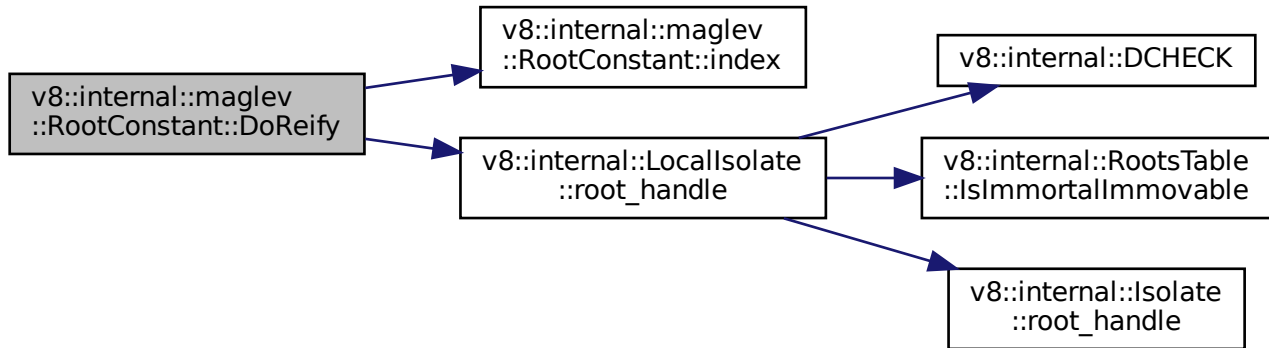 v8::internal::maglev
::RootConstant::DoReify
v8::internal::maglev
::RootConstant::index
v8::internal::LocalIsolate
::root_handle
v8::internal::DCHECK
v8::internal::RootsTable
::IsImmortalImmovable
v8::internal::Isolate
::root_handle